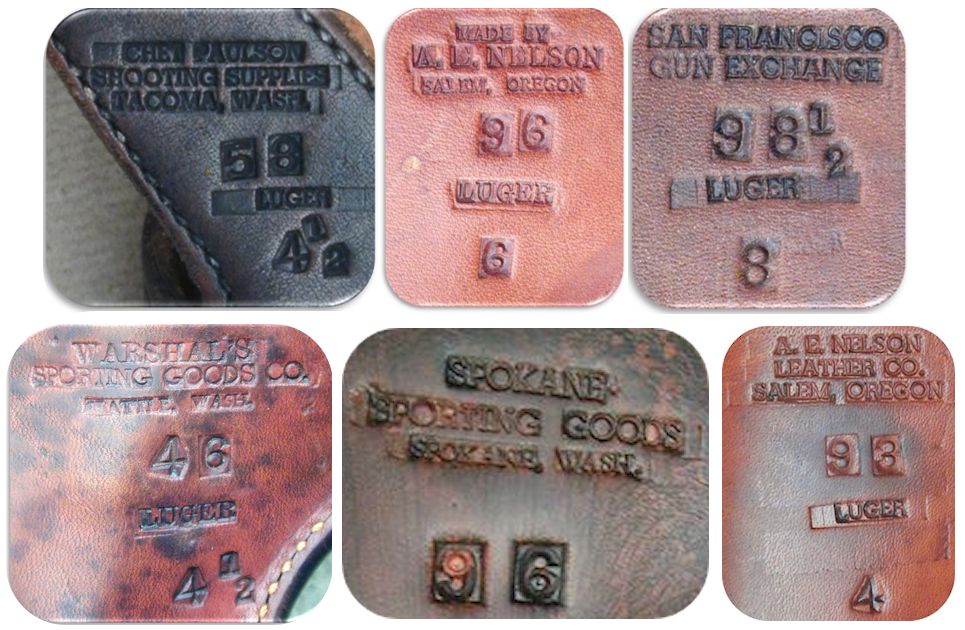 CHET PAULSON
SHOOTING SUPPLIES
TACOMA, WASH.
58
LUGER
4 1/2
MADE BY
A. E. NELSON
SALEM, OREGON
96
LUGER
6
SAN FRANCISCO
GUN EXCHANGE
98 1/2
LUGER
8
WARSHAL'S
SPORTING GOODS CO.
SEATTLE, WASH.
46
LUGER
4 1/2
SPOKANE
SPORTING GOODS
SPOKANE, WASH.
96
A. E. NELSON
LEATHER CO.
SALEM, OREGON
93
LUGER
4